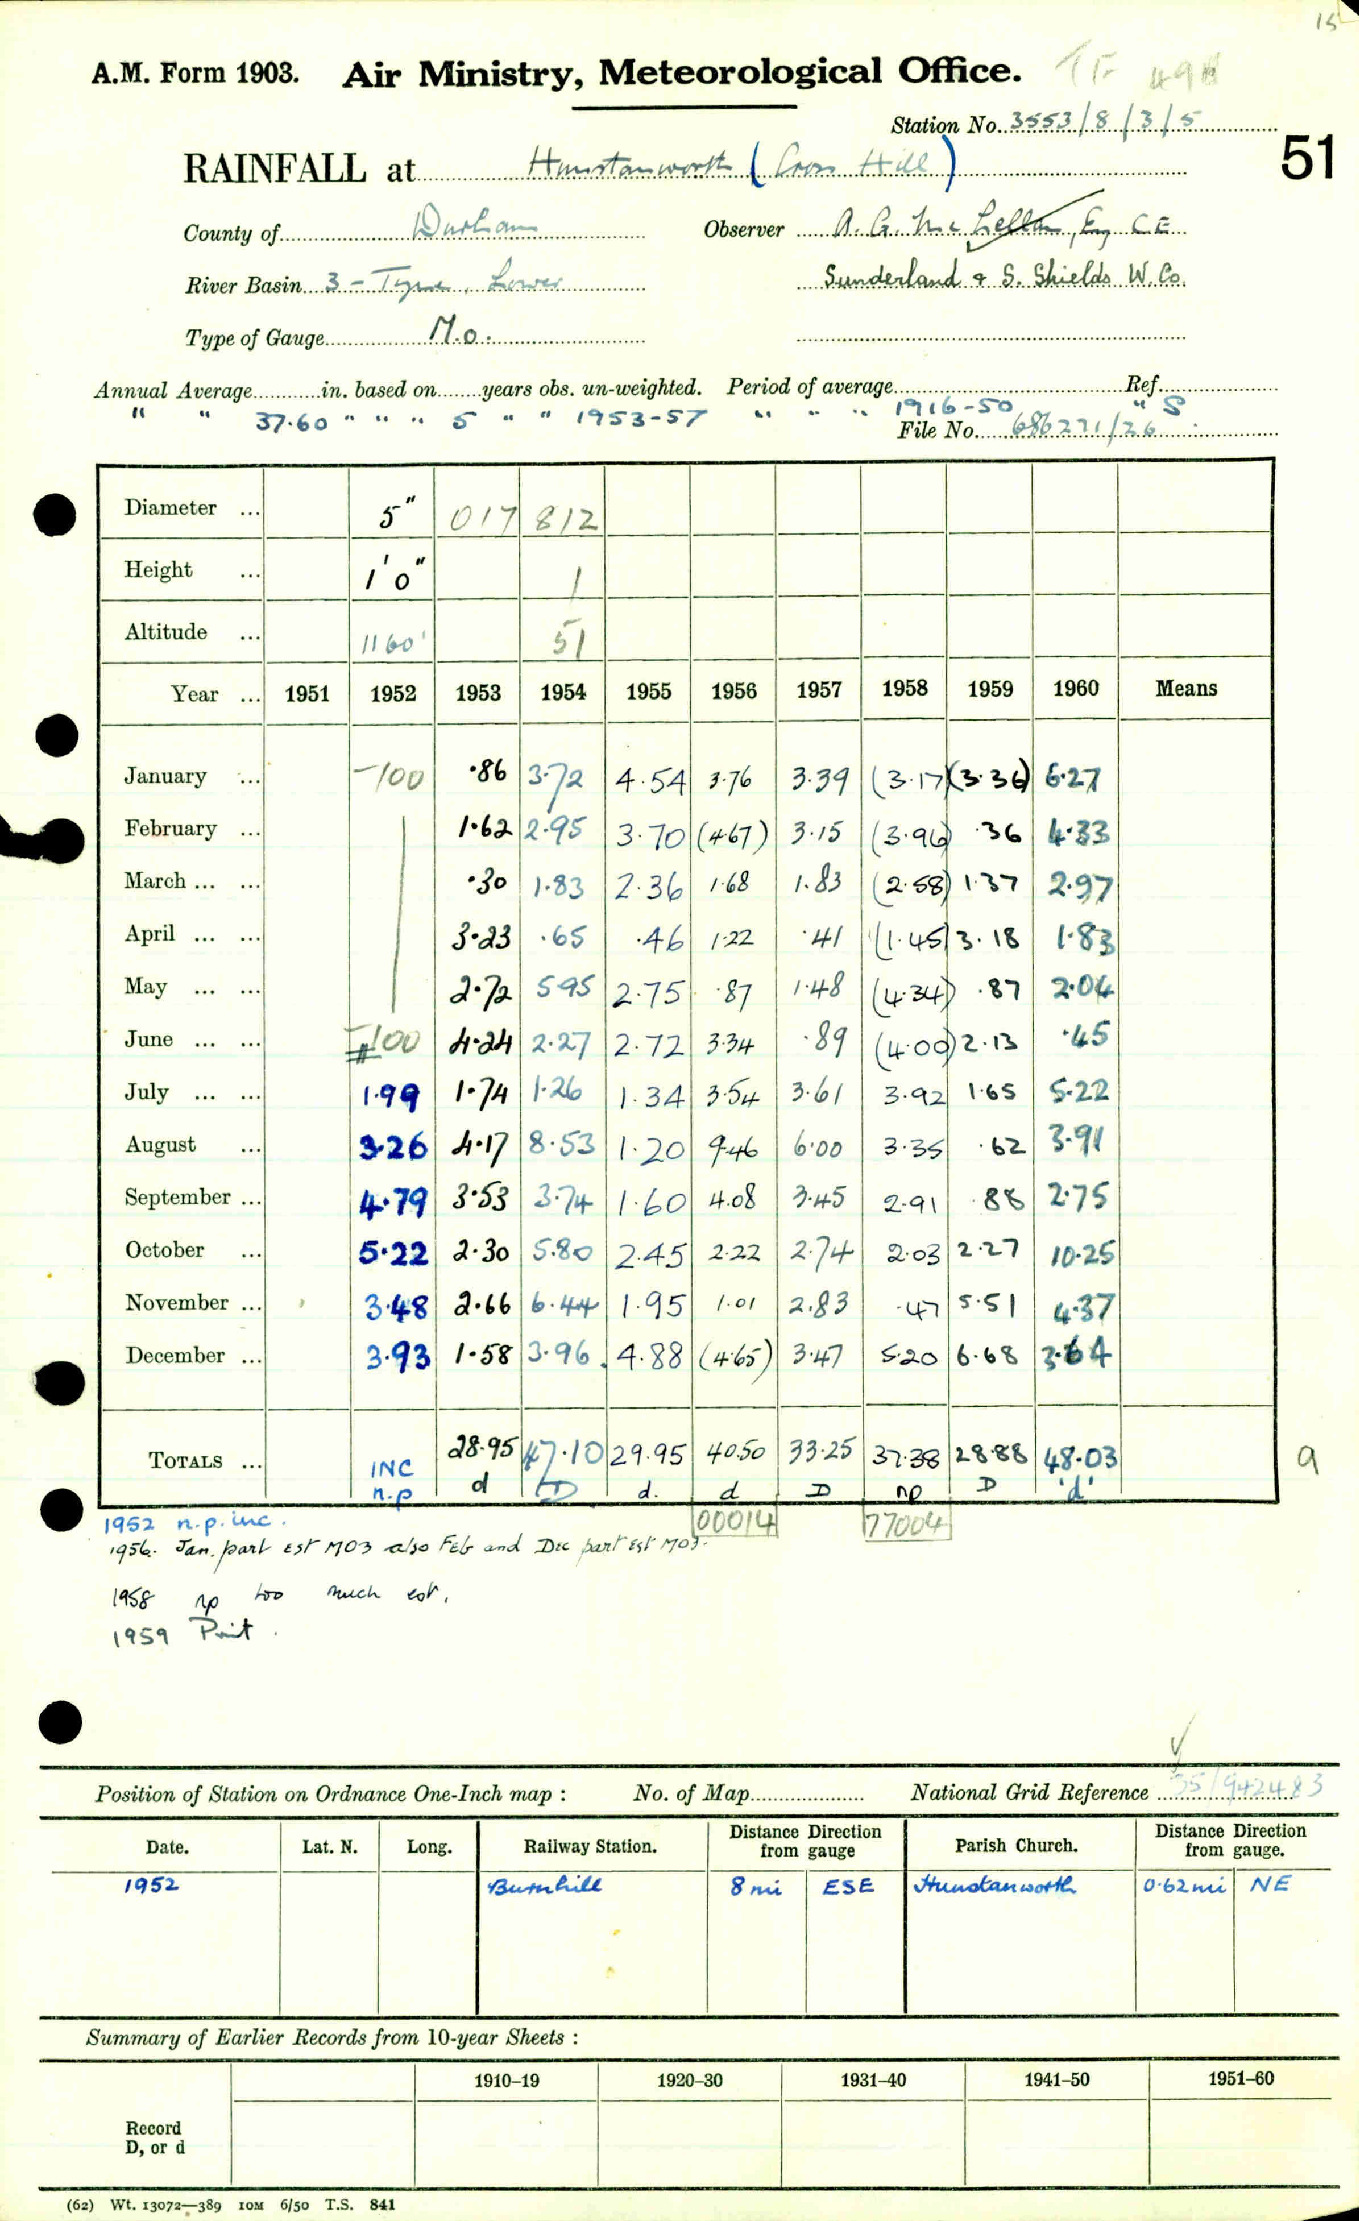 15
A.M. Form 1903. Air Ministry, Meteorological Office.
Station No. 3553/8/3/5
RAINFALL at Hunstanworth (Cross Hill) 51
County of Durham Observer A. G. McLellan, Esq CE
River Basin 3 - Tyne, Lower Sunderland & S. Shields W. Co.
Type of Gauge M.O.
Annual Average in. based on years obs. un-weighted. Period of average Ref.
" " 37.60 " " " 5 " " 1953-57 " " " 1916-50 " S
File No. 686271/26
Diameter ... 5" 017 812
Height ... 1'0" 1
Altitude ... 1160' 51
Year ... 1951 1952 1953 1954 1955 1956 1957 1958 1959 1960 Means
January ... -100 .86 3.72 4.54 3.76 3.39 (3.17) (3.36) 6.27
February ... 1.62 2.95 3.70 (4.67) 3.15 (3.96) .36 4.33
March ... ... .30 1.83 2.36 1.68 1.83 (2.58) 1.37 2.97
April ... ... 3.23 .65 .46 1.22 .41 (1.45) 3.18 1.83
May ... ... 2.72 5.95 2.75 .87 1.48 (4.34) .87 2.04
June ... ... -100 4.24 2.27 2.72 3.34 .89 (4.00) 2.13 .45
July ... ... 1.99 1.74 1.26 1.34 3.54 3.61 3.92 1.65 5.22
August ... 3.26 4.17 8.53 1.20 9.46 6.00 3.35 .62 3.91
September ... 4.79 3.53 3.74 1.60 4.08 3.45 2.91 .88 2.75
October ... 5.22 2.30 5.80 2.45 2.22 2.74 2.03 2.27 10.25
November ... 3.48 2.66 6.44 1.95 1.01 2.83 .47 5.51 4.37
December ... 3.93 1.58 3.96 4.88 (4.65) 3.47 5.20 6.68 3.64
TOTALS ... INC 28.95 47.10 29.95 40.50 33.25 37.38 28.88 48.03 9
n.p d D d. d D np D 'd'
00014 77004
1952 n.p. inc.
1956. Jan. part est MO3 also Feb and Dec part est MO3.
1958 np too much est.
1959 Print.
Position of Station on Ordnance One-Inch map : No. of Map National Grid Reference 35/942483
Date. Lat. N. Long. Railway Station. Distance Direction from gauge Parish Church. Distance Direction from gauge.
1952 Burnhill 8 mi ESE Hunstanworth 0.62mi NE
Summary of Earlier Records from 10-year Sheets :
1910–19 1920–30 1931–40 1941–50 1951–60
Record
D, or d
(62) Wt. 13072—389 10M 6/50 T.S. 841